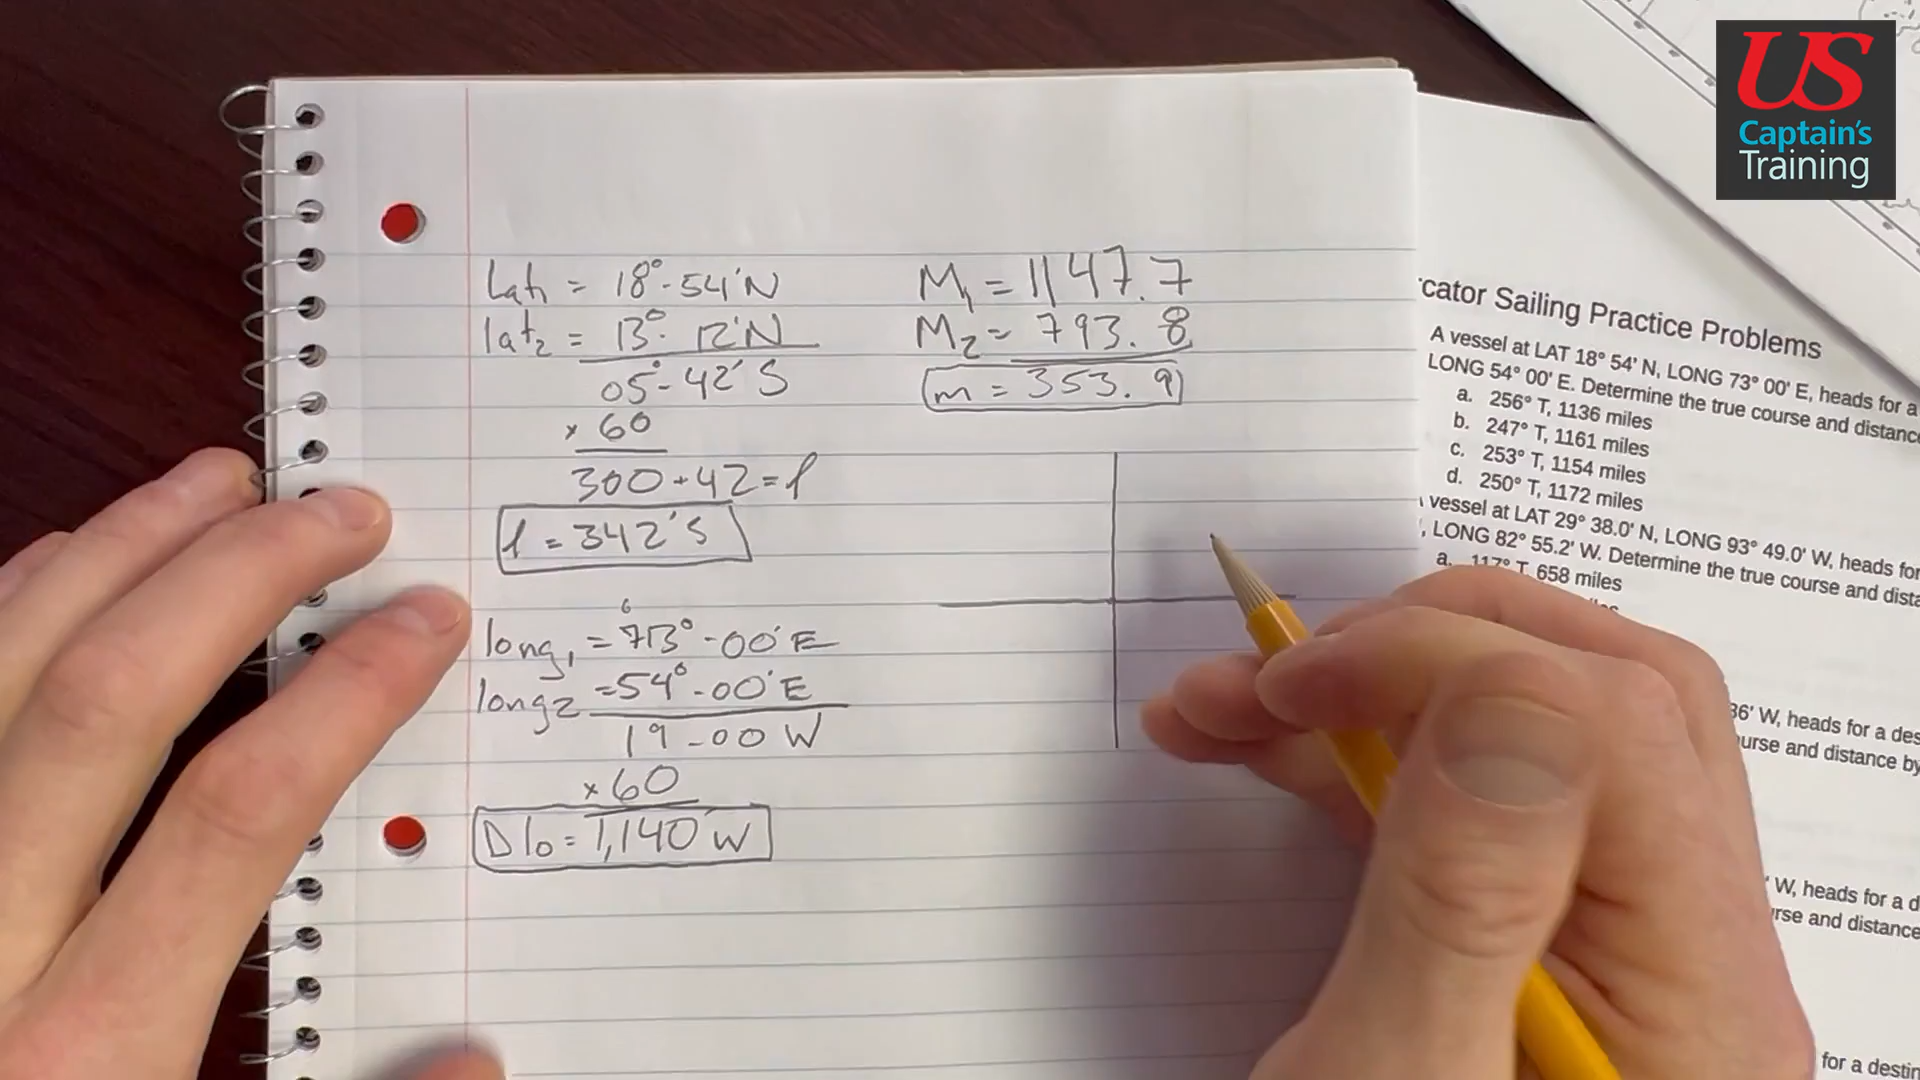 US
Captain's
Training
Lat₁ = 18°-54'N
lat₂ = 13°-12'N
05°-42'S
× 60
300+42=l
l = 342'S
M₁ = 1147.7
M₂ = 793.8
m = 353.9
6
long₁ = 73°-00'E
long2 = 54°-00'E
19-00 W
×60
Dlo = 1,140'W
cator Sailing Practice Problems
A vessel at LAT 18° 54' N, LONG 73° 00' E, heads for a
LONG 54° 00' E. Determine the true course and distance
a. 256° T, 1136 miles
b. 247° T, 1161 miles
c. 253° T, 1154 miles
d. 250° T, 1172 miles
vessel at LAT 29° 38.0' N, LONG 93° 49.0' W, heads for
, LONG 82° 55.2' W. Determine the true course and dista
a. 117° T, 658 miles
36' W, heads for a des
urse and distance by
' W, heads for a d
rse and distance
for a destin